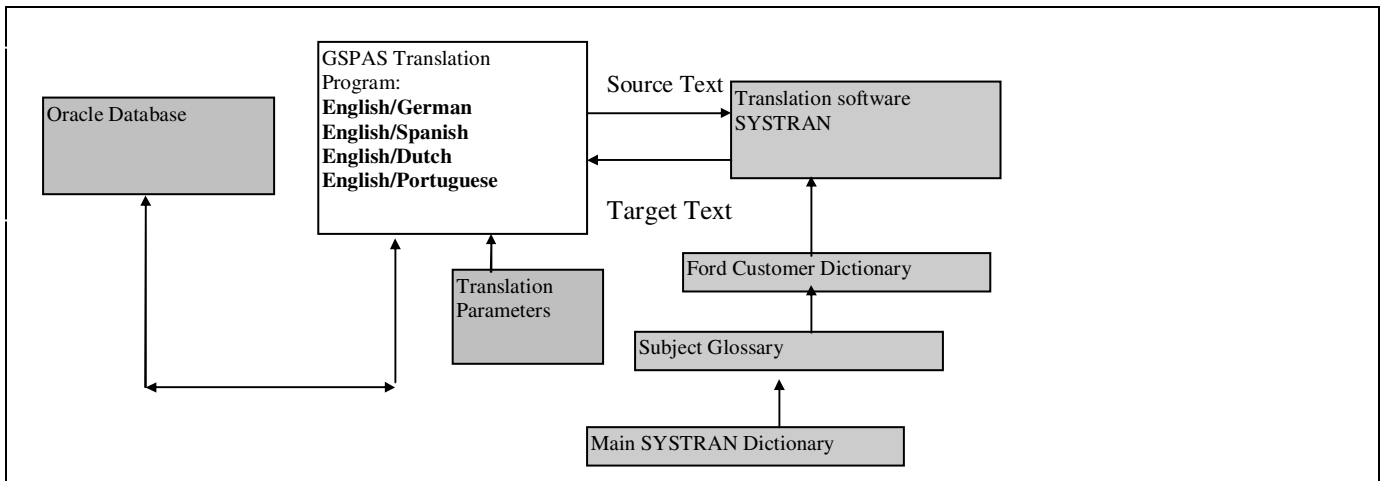 GSPAS Translation
Program:
English/German
English/Spanish
English/Dutch
English/Portuguese
Oracle Database
Source Text
Translation software
SYSTRAN
Target Text
Translation
Parameters
Ford Customer Dictionary
Subject Glossary
Main SYSTRAN Dictionary